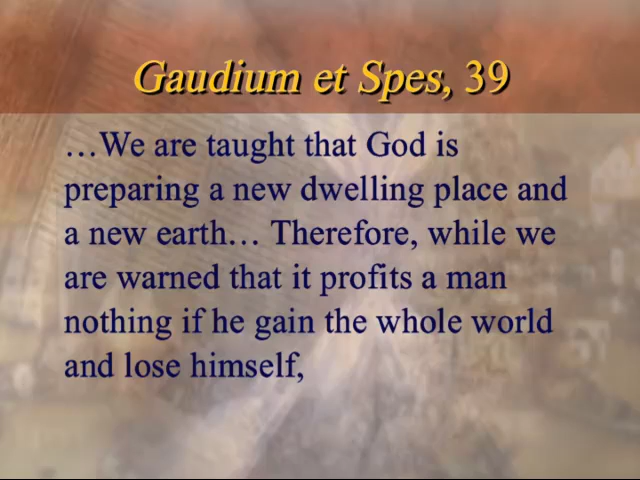 Gaudium et Spes, 39
…We are taught that God is
preparing a new dwelling place and
a new earth… Therefore, while we
are warned that it profits a man
nothing if he gain the whole world
and lose himself,